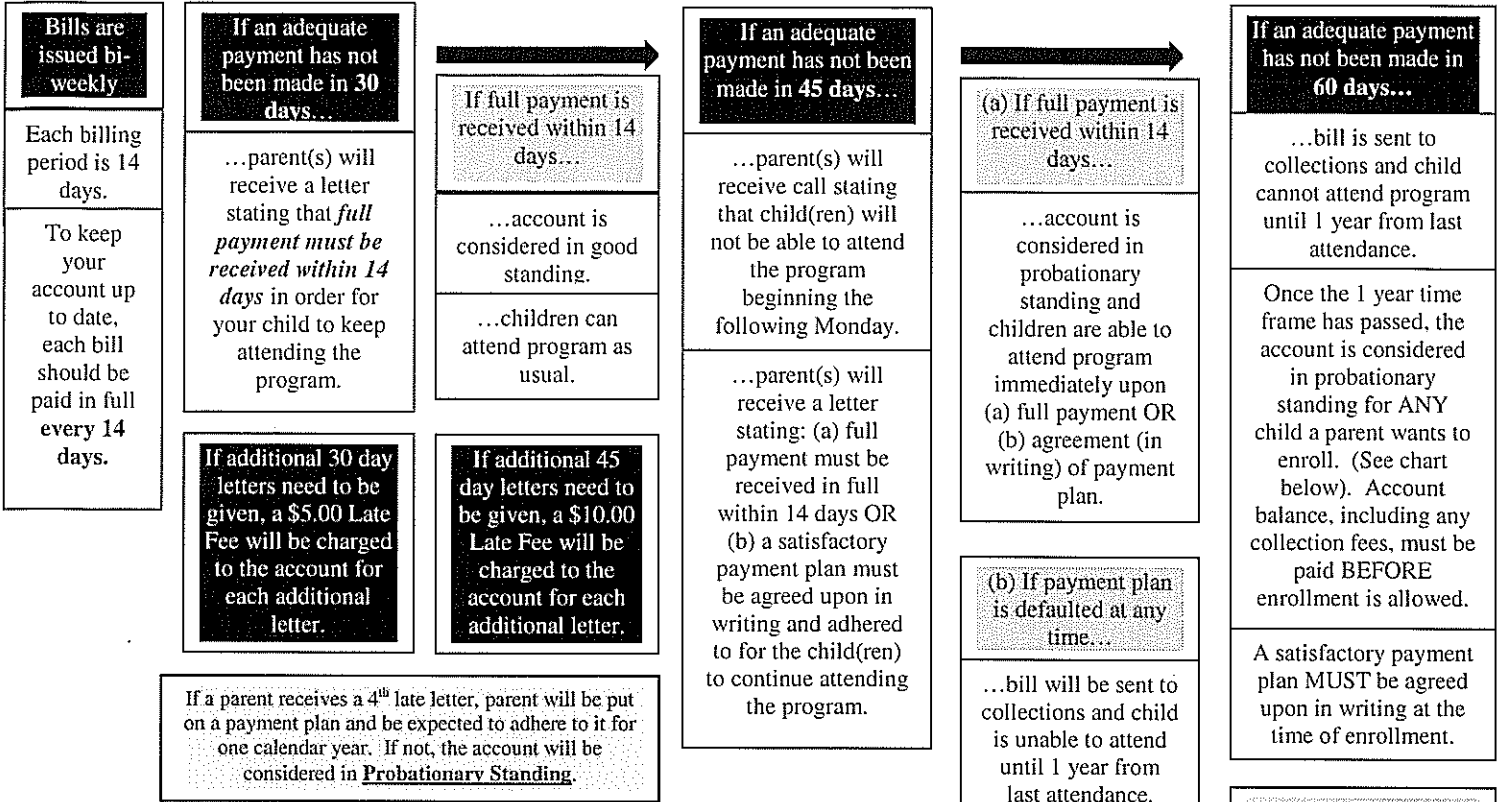 Bills are
issued bi-
weekly
Each billing
period is 14
days.
To keep
your
account up
to date,
each bill
should be
paid in full
every 14
days.
If an adequate
payment has not
been made in 30
days…
…parent(s) will
receive a letter
stating that full
payment must be
received within 14
days in order for
your child to keep
attending the
program.
If full payment is
received within 14
days…
…account is
considered in good
standing.
…children can
attend program as
usual.
If additional 30 day
letters need to be
given, a $5.00 Late
Fee will be charged
to the account for
each additional
letter.
If additional 45
day letters need to
be given, a $10.00
Late Fee will be
charged to the
account for each
additional letter.
If a parent receives a 4th late letter, parent will be put
on a payment plan and be expected to adhere to it for
one calendar year. If not, the account will be
considered in Probationary Standing.
If an adequate
payment has not been
made in 45 days…
…parent(s) will
receive call stating
that child(ren) will
not be able to attend
the program
beginning the
following Monday.
…parent(s) will
receive a letter
stating: (a) full
payment must be
received in full
within 14 days OR
(b) a satisfactory
payment plan must
be agreed upon in
writing and adhered
to for the child(ren)
to continue attending
the program.
(a) If full payment is
received within 14
days…
…account is
considered in
probationary
standing and
children are able to
attend program
immediately upon
(a) full payment OR
(b) agreement (in
writing) of payment
plan.
(b) If payment plan
is defaulted at any
time…
…bill will be sent to
collections and child
is unable to attend
until 1 year from
last attendance.
If an adequate payment
has not been made in
60 days…
…bill is sent to
collections and child
cannot attend program
until 1 year from last
attendance.
Once the 1 year time
frame has passed, the
account is considered
in probationary
standing for ANY
child a parent wants to
enroll. (See chart
below). Account
balance, including any
collection fees, must be
paid BEFORE
enrollment is allowed.
A satisfactory payment
plan MUST be agreed
upon in writing at the
time of enrollment.